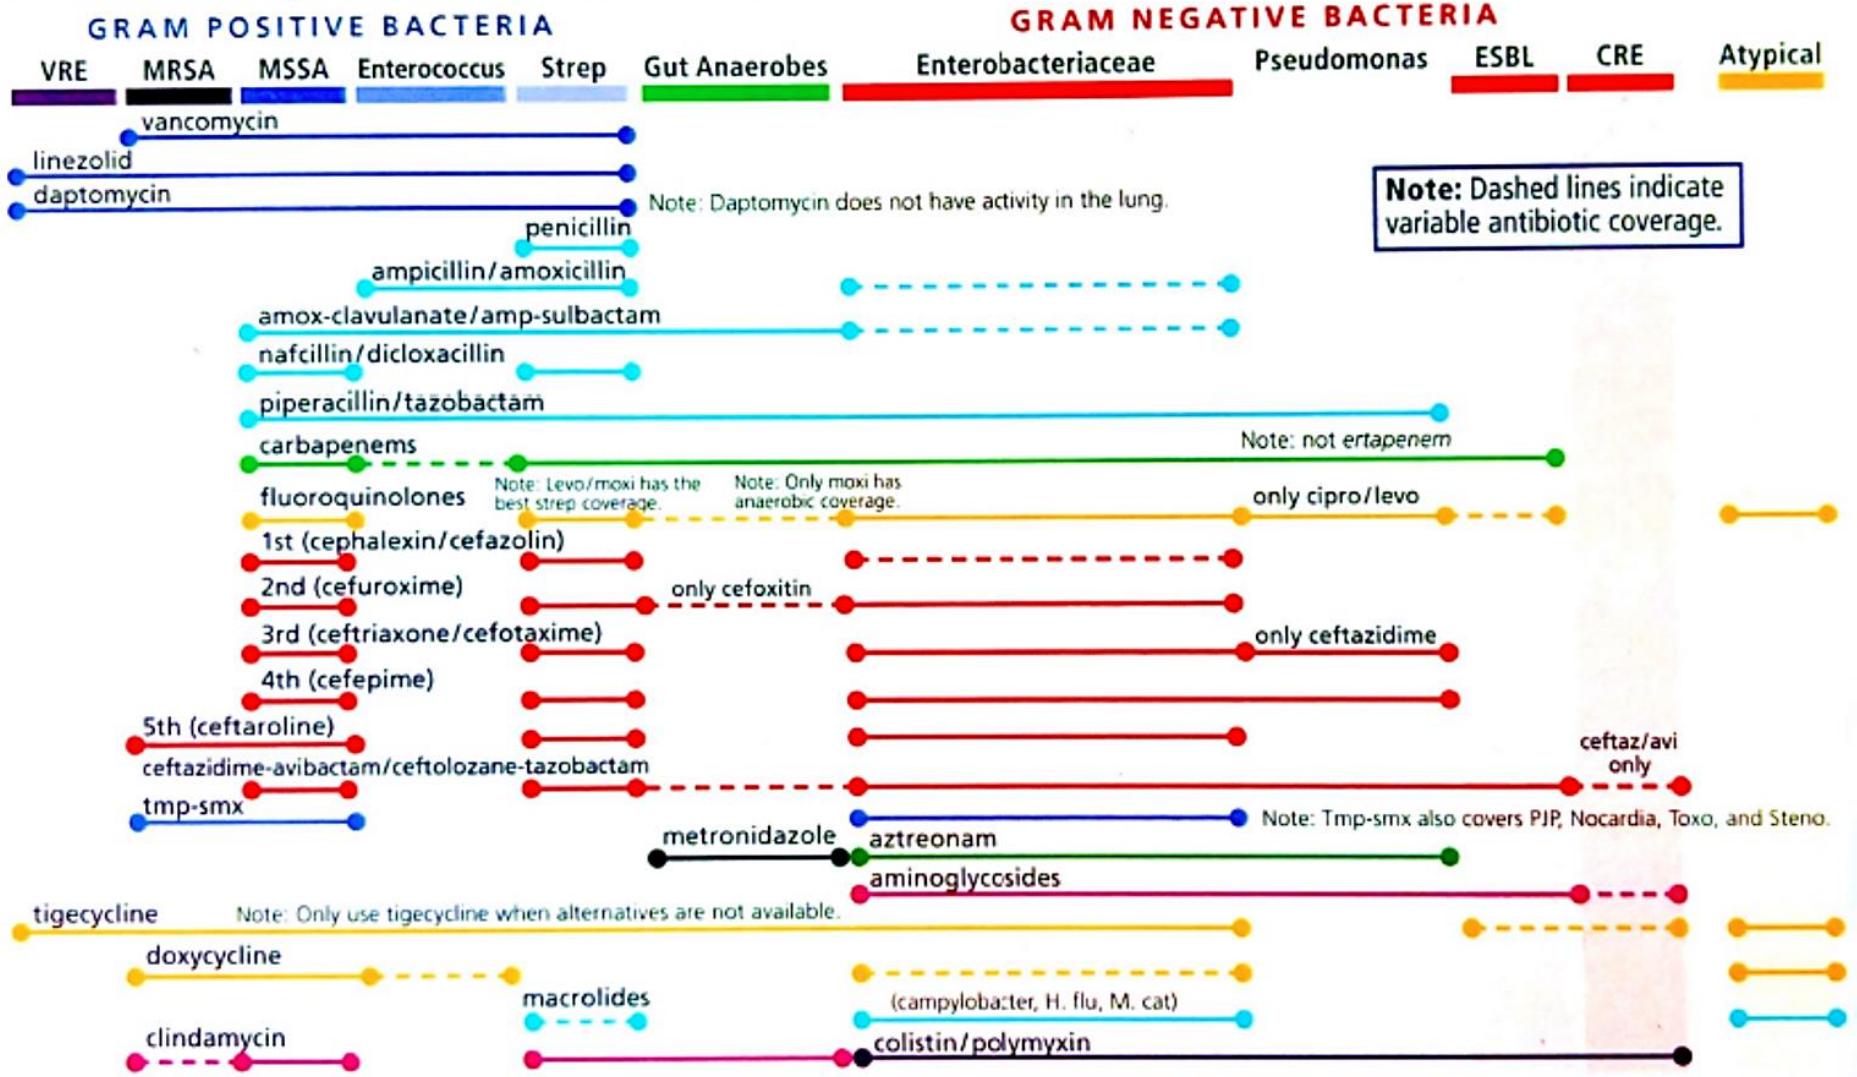 GRAM POSITIVE BACTERIA
GRAM NEGATIVE BACTERIA
VRE
MRSA
MSSA
Enterococcus
Strep
Gut Anaerobes
Enterobacteriaceae
Pseudomonas
ESBL
CRE
Atypical
vancomycin
linezolid
daptomycin
Note: Daptomycin does not have activity in the lung.
Note: Dashed lines indicate
variable antibiotic coverage.
penicillin
ampicillin/amoxicillin
amox-clavulanate/amp-sulbactam
nafcillin/dicloxacillin
piperacillin/tazobactam
carbapenems
Note: not ertapenem
fluoroquinolones
Note: Levo/moxi has the
best strep coverage.
Note: Only moxi has
anaerobic coverage.
only cipro/levo
1st (cephalexin/cefazolin)
2nd (cefuroxime)
only cefoxitin
3rd (ceftriaxone/cefotaxime)
only ceftazidime
4th (cefepime)
5th (ceftaroline)
ceftaz/avi
only
ceftazidime-avibactam/ceftolozane-tazobactam
tmp-smx
Note: Tmp-smx also covers PJP, Nocardia, Toxo, and Steno.
metronidazole
aztreonam
aminoglycosides
tigecycline
Note: Only use tigecycline when alternatives are not available.
doxycycline
macrolides
(campylobacter, H. flu, M. cat)
clindamycin
colistin/polymyxin